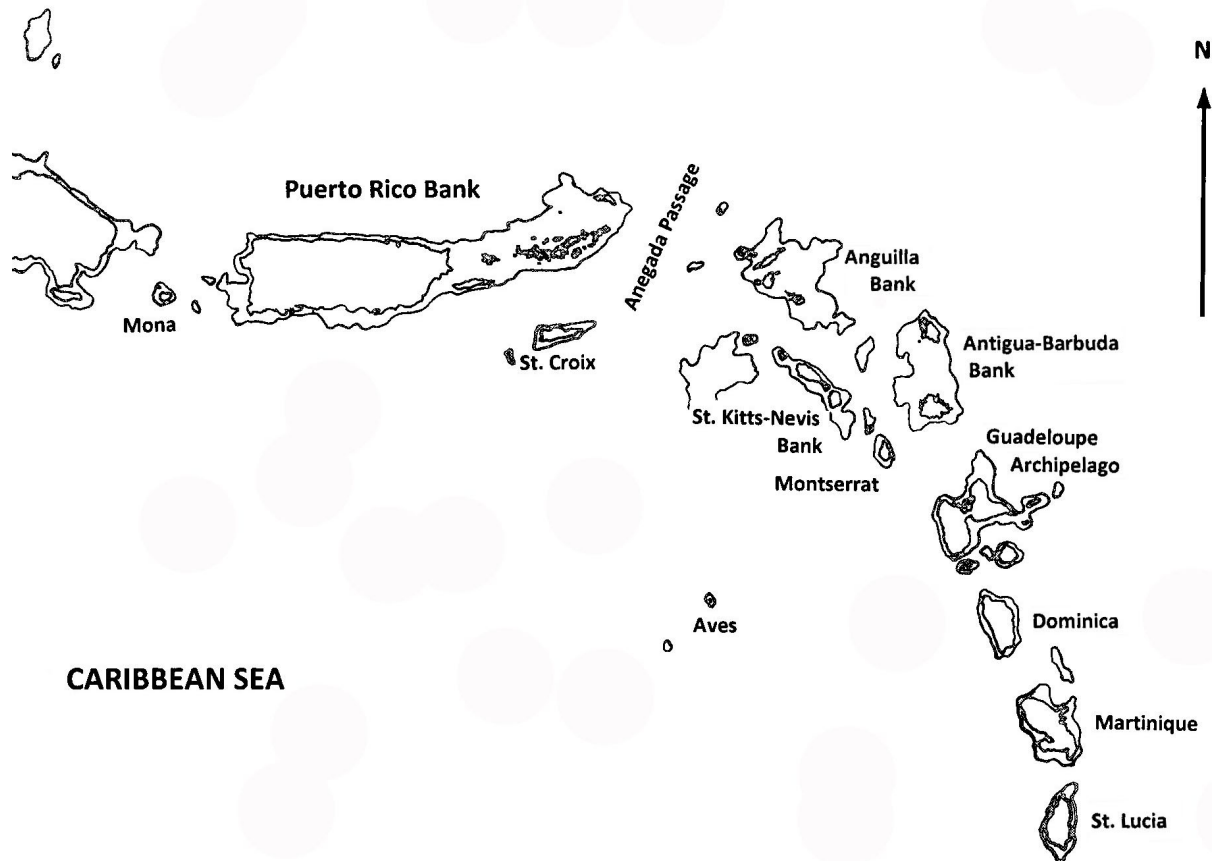 N
Puerto Rico Bank
Anegada Passage
Anguilla
Bank
Mona
St. Croix
Antigua-Barbuda
Bank
St. Kitts-Nevis
Bank
Guadeloupe
Archipelago
Montserrat
Aves
Dominica
CARIBBEAN SEA
Martinique
St. Lucia